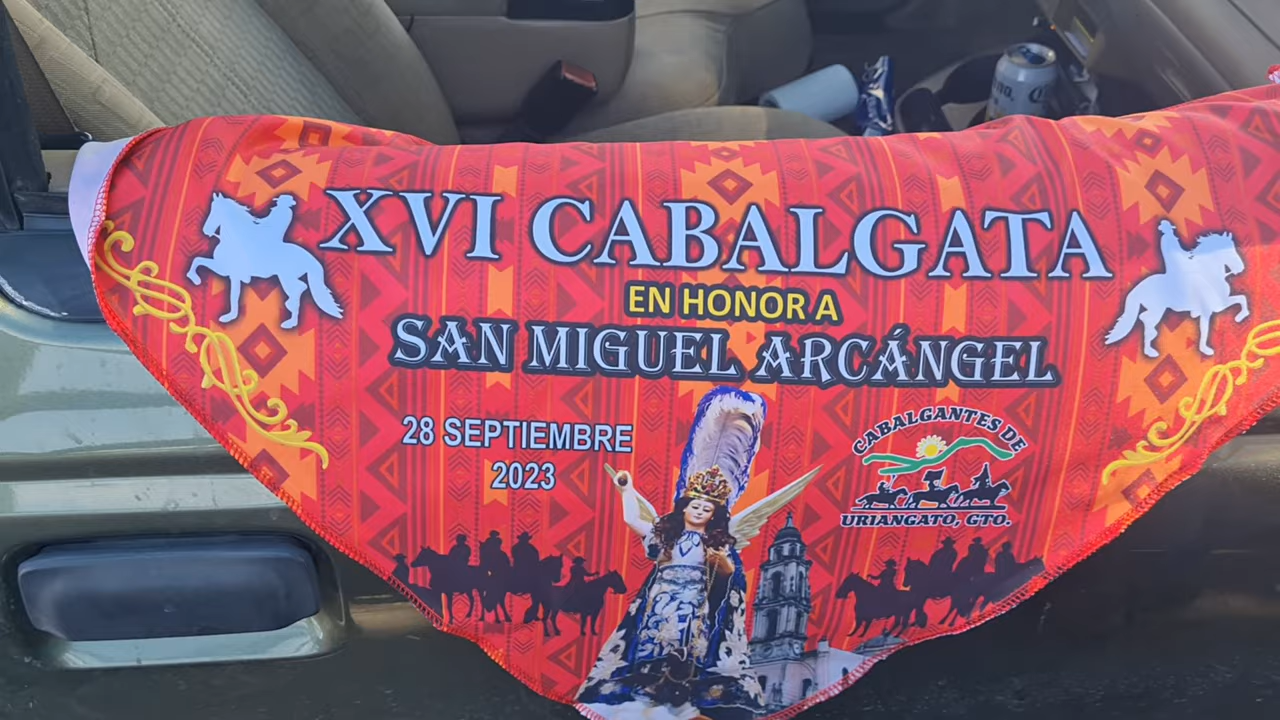 XVI CABALGATA
EN HONOR A
SAN MIGUEL ARCÁNGEL
28 SEPTIEMBRE
2023
CABALGANTES DE
URIANGATO, GTO.